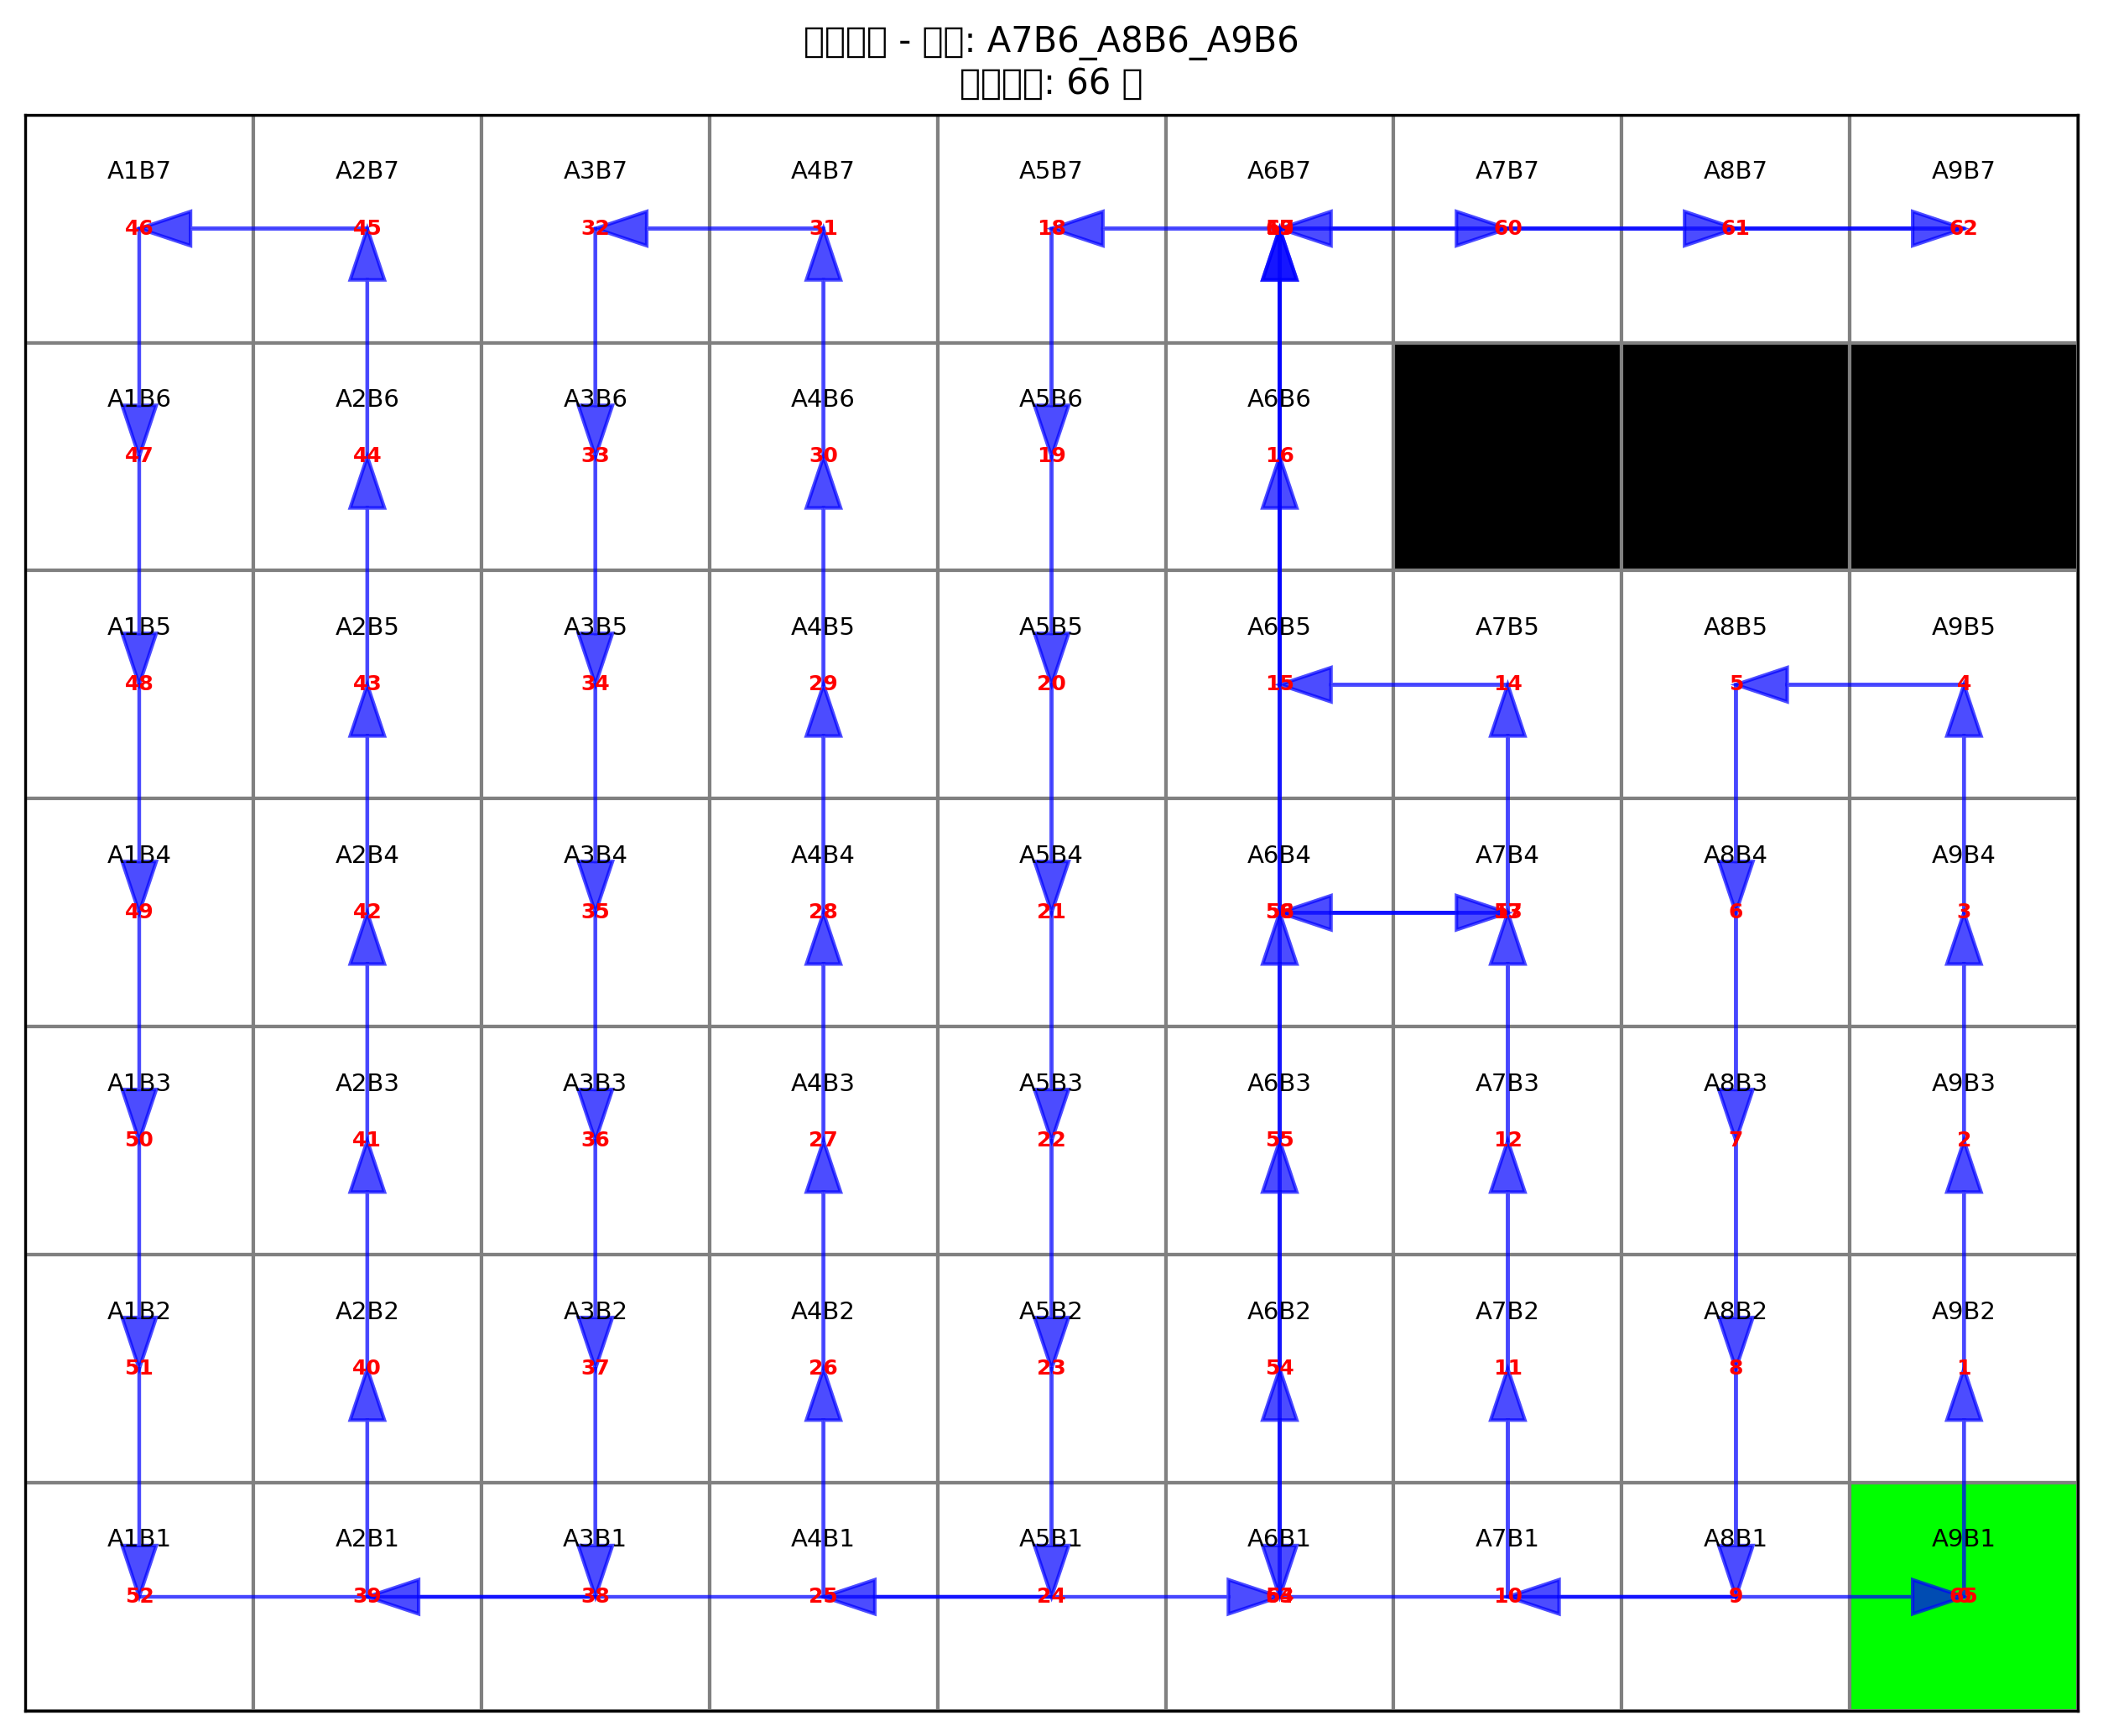 □□□□ - □□: A7B6_A8B6_A9B6
□□□□: 66 □
A1B7 A2B7 A3B7 A4B7 A5B7 A6B7 A7B7 A8B7 A9B7
46 45 32 31 18 60 61 62
A1B6 A2B6 A3B6 A4B6 A5B6 A6B6
47 44 33 30 19 16
A1B5 A2B5 A3B5 A4B5 A5B5 A6B5 A7B5 A8B5 A9B5
48 43 34 29 20 15 14 5 4
A1B4 A2B4 A3B4 A4B4 A5B4 A6B4 A7B4 A8B4 A9B4
49 42 35 28 21 6 3
A1B3 A2B3 A3B3 A4B3 A5B3 A6B3 A7B3 A8B3 A9B3
50 41 36 27 22 55 12 7 2
A1B2 A2B2 A3B2 A4B2 A5B2 A6B2 A7B2 A8B2 A9B2
51 40 37 26 23 54 11 8 1
A1B1 A2B1 A3B1 A4B1 A5B1 A6B1 A7B1 A8B1 A9B1
52 39 38 25 24 10 9